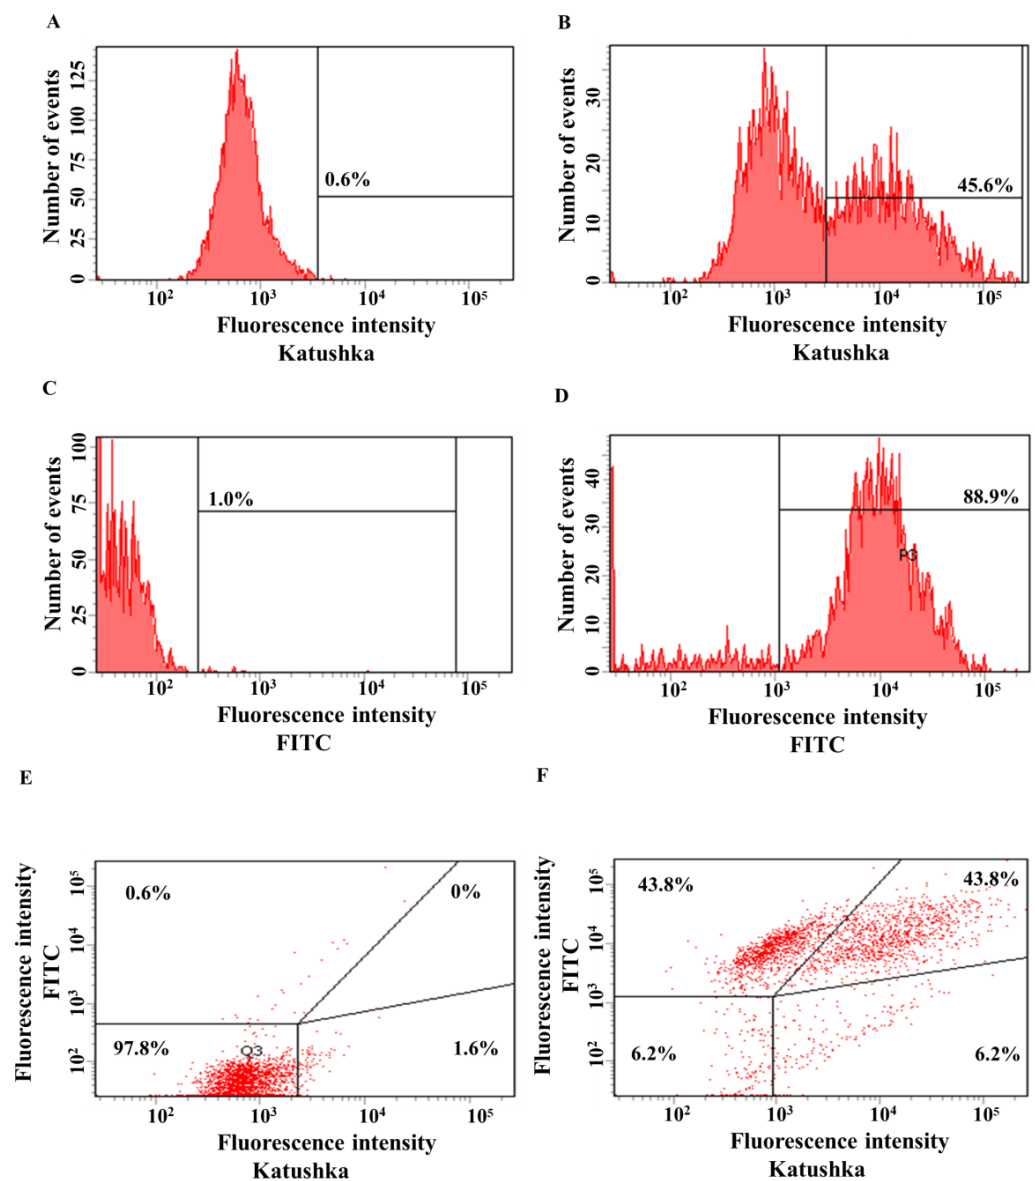 A
Number of events
125
100
75
50
25
0
0.6%
10² 10³ 10⁴ 10⁵
Fluorescence intensity
Katushka
B
Number of events
30
20
10
0
45.6%
10² 10³ 10⁴ 10⁵
Fluorescence intensity
Katushka
C
Number of events
100
75
50
25
0
1.0%
10² 10³ 10⁴ 10⁵
Fluorescence intensity
FITC
D
Number of events
40
30
20
10
0
88.9%
P3
10² 10³ 10⁴ 10⁵
Fluorescence intensity
FITC
E
Fluorescence intensity
FITC
10⁵
10⁴
10³
10²
0.6% 0%
97.8% Q3 1.6%
10² 10³ 10⁴ 10⁵
Fluorescence intensity
Katushka
F
Fluorescence intensity
FITC
10⁵
10⁴
10³
10²
43.8% 43.8%
6.2% 6.2%
10² 10³ 10⁴ 10⁵
Fluorescence intensity
Katushka